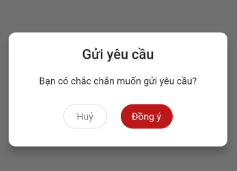 Gửi yêu cầu
Bạn có chắc chắn muốn gửi yêu cầu?
Huỷ
Đồng ý